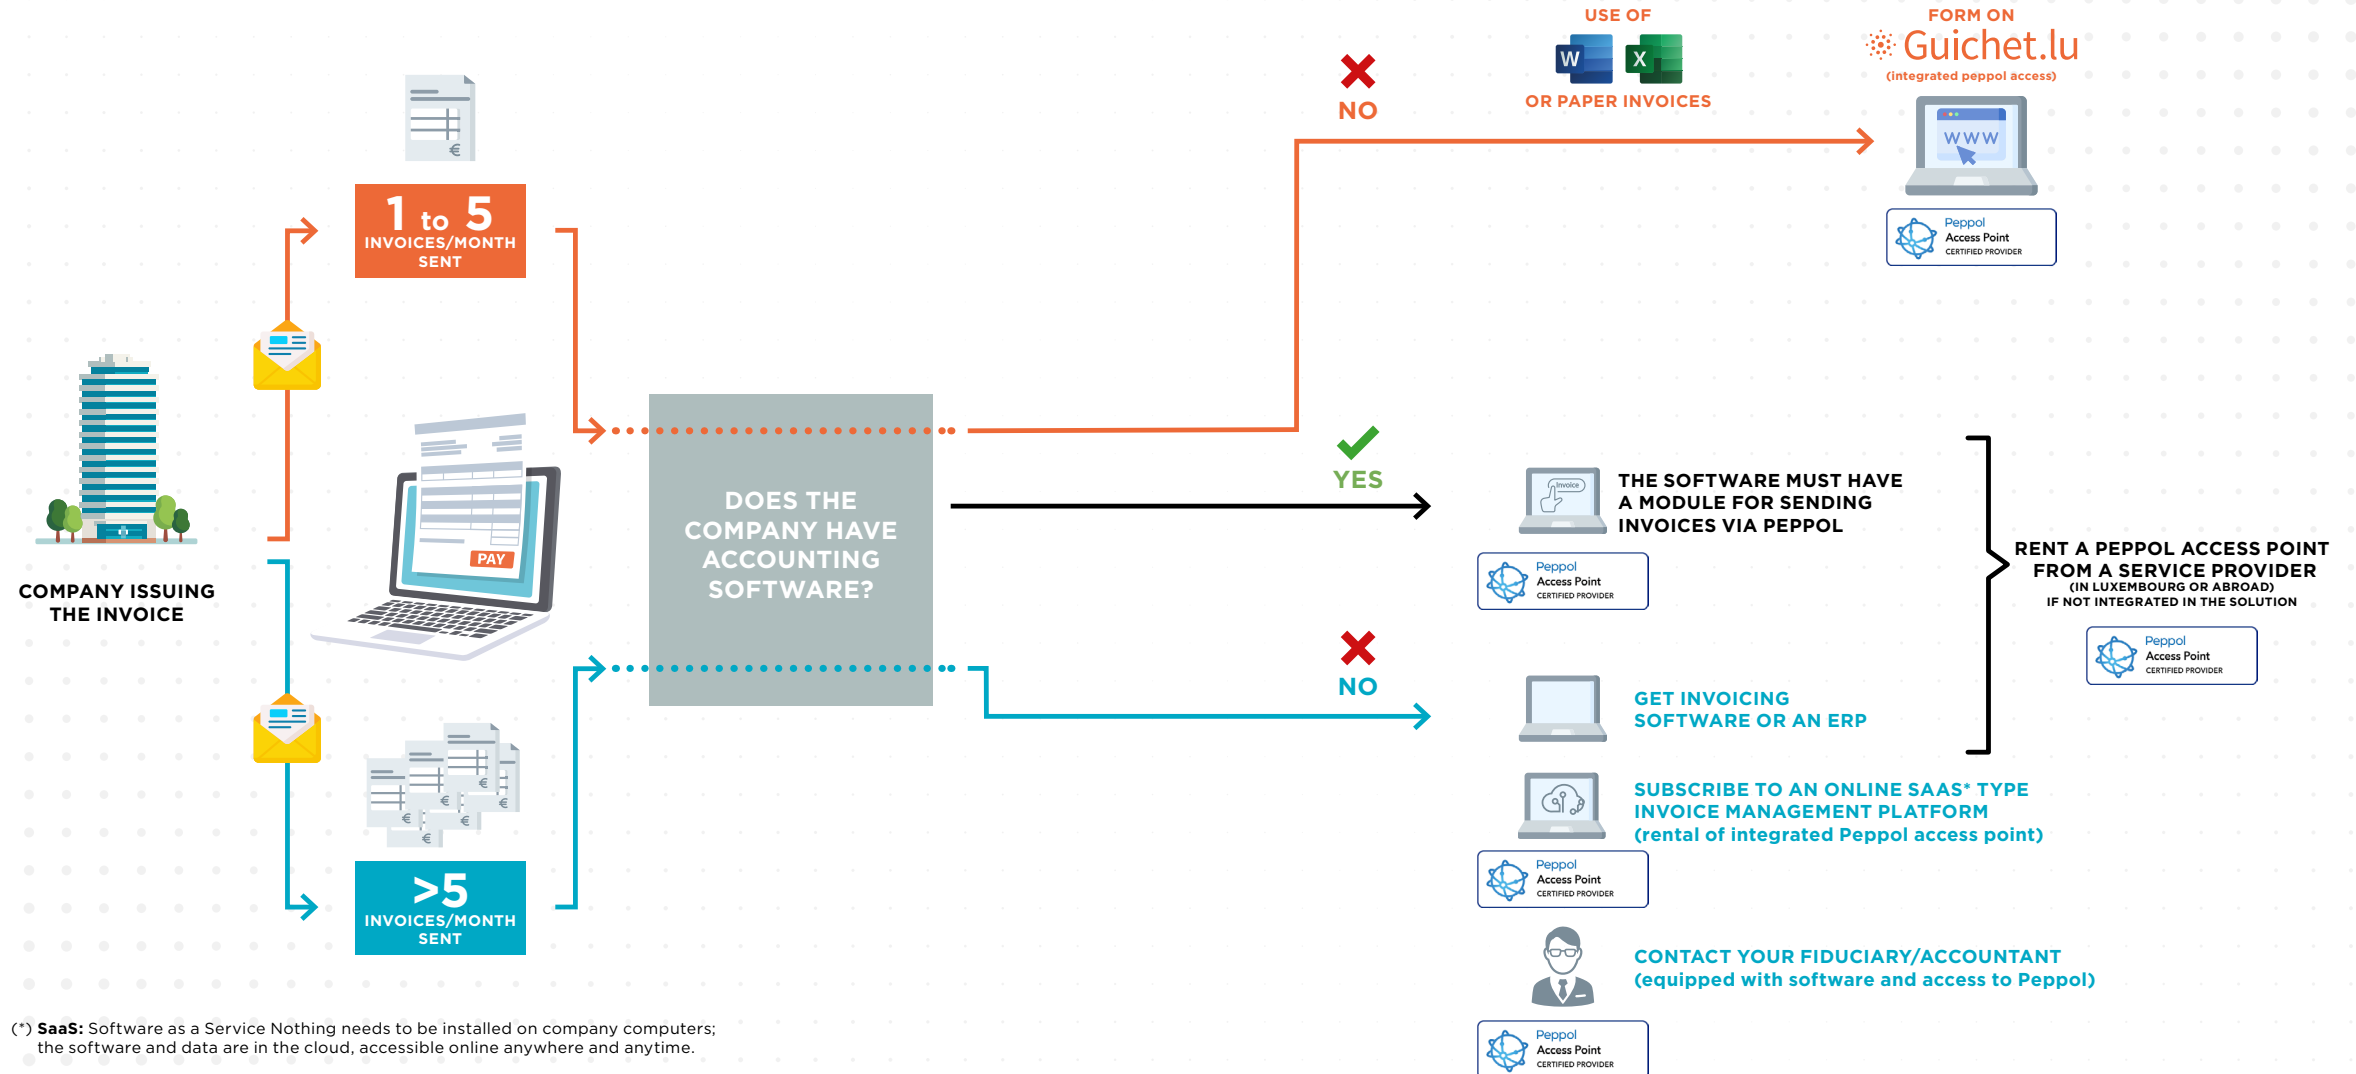 USE OF
W
X
OR PAPER INVOICES
FORM ON
Guichet.lu
(integrated peppol access)
WWW
Peppol
Access Point
CERTIFIED PROVIDER
NO
€
1 to 5
INVOICES/MONTH
SENT
COMPANY ISSUING
THE INVOICE
PAY
DOES THE
COMPANY HAVE
ACCOUNTING
SOFTWARE?
YES
Invoice
THE SOFTWARE MUST HAVE
A MODULE FOR SENDING
INVOICES VIA PEPPOL
Peppol
Access Point
CERTIFIED PROVIDER
RENT A PEPPOL ACCESS POINT
FROM A SERVICE PROVIDER
(IN LUXEMBOURG OR ABROAD)
IF NOT INTEGRATED IN THE SOLUTION
Peppol
Access Point
CERTIFIED PROVIDER
NO
GET INVOICING
SOFTWARE OR AN ERP
SUBSCRIBE TO AN ONLINE SAAS* TYPE
INVOICE MANAGEMENT PLATFORM
(rental of integrated Peppol access point)
Peppol
Access Point
CERTIFIED PROVIDER
€
€
€
€
€
€
>5
INVOICES/MONTH
SENT
CONTACT YOUR FIDUCIARY/ACCOUNTANT
(equipped with software and access to Peppol)
Peppol
Access Point
CERTIFIED PROVIDER
(*) SaaS: Software as a Service Nothing needs to be installed on company computers;
the software and data are in the cloud, accessible online anywhere and anytime.